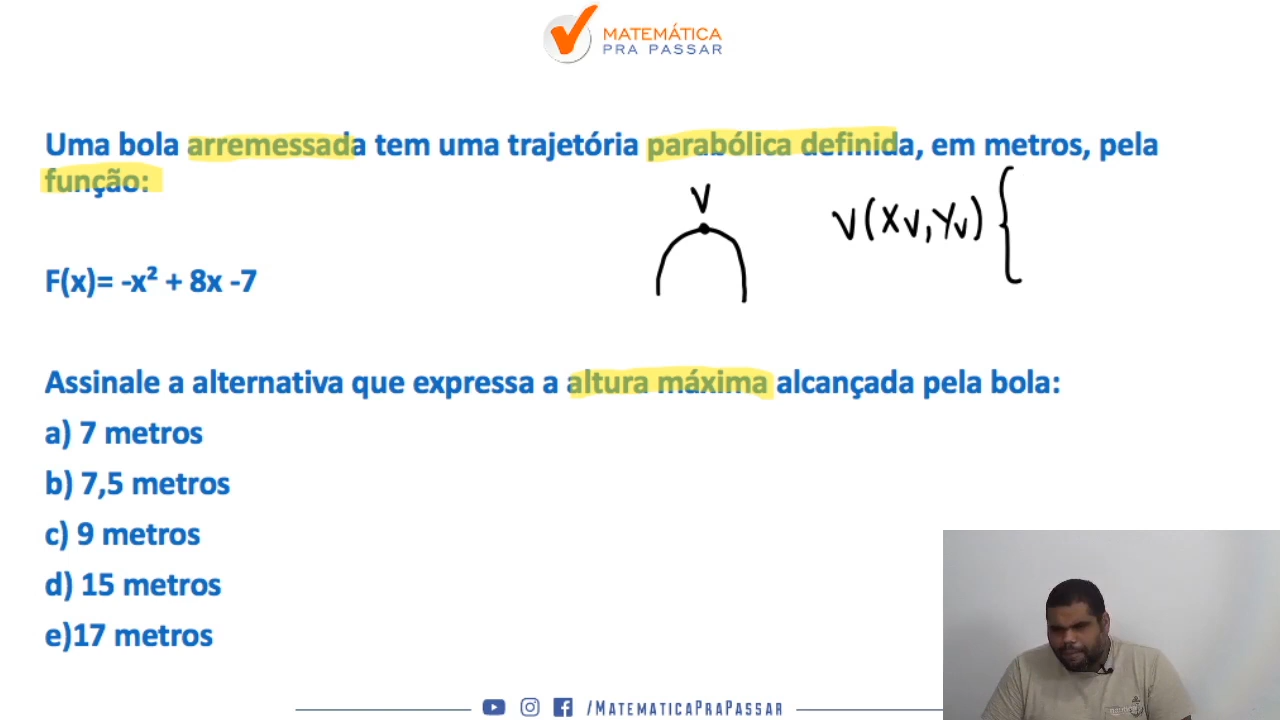 MATEMÁTICA
PRA PASSAR
Uma bola arremessada tem uma trajetória parabólica definida, em metros, pela
função:
V
V(XV,YV) {
F(x)= -x² + 8x -7
Assinale a alternativa que expressa a altura máxima alcançada pela bola:
a) 7 metros
b) 7,5 metros
c) 9 metros
d) 15 metros
e)17 metros
/MATEMATICAPRAPASSAR